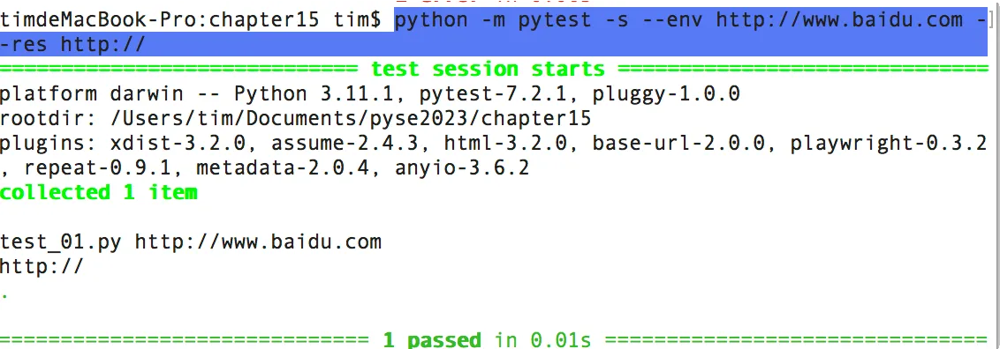 timdeMacBook-Pro:chapter15 tim$ python -m pytest -s --env http://www.baidu.com -]
-res http://
============================= test session starts ==============================
platform darwin -- Python 3.11.1, pytest-7.2.1, pluggy-1.0.0
rootdir: /Users/tim/Documents/pyse2023/chapter15
plugins: xdist-3.2.0, assume-2.4.3, html-3.2.0, base-url-2.0.0, playwright-0.3.2
, repeat-0.9.1, metadata-2.0.4, anyio-3.6.2
collected 1 item
test_01.py http://www.baidu.com
http://
.
============================== 1 passed in 0.01s ===============================